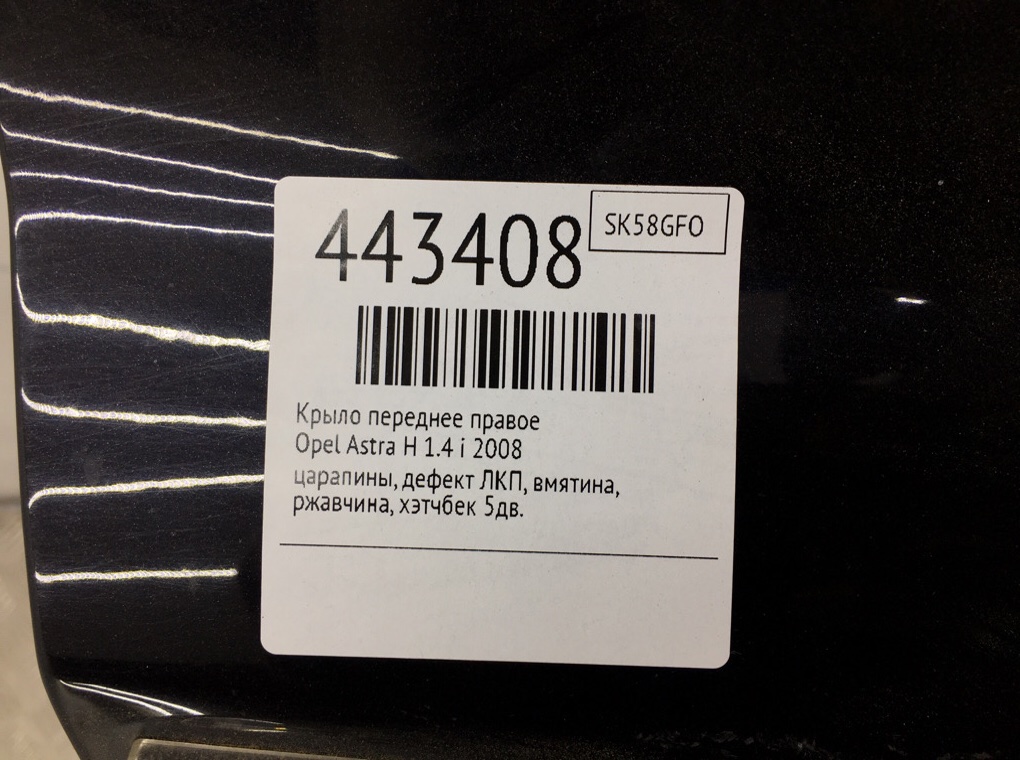 443408
SK58GFO
Крыло переднее правое
Opel Astra H 1.4 i 2008
царапины, дефект ЛКП, вмятина,
ржавчина, хэтчбек 5дв.